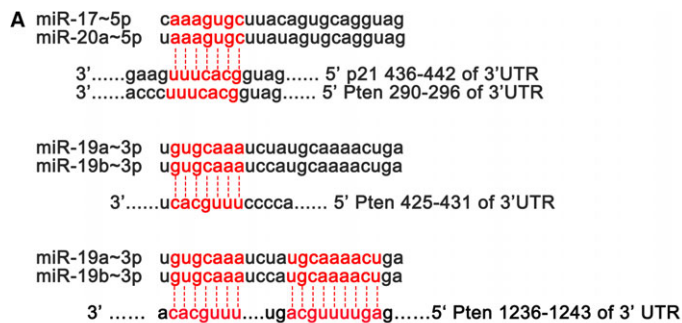 A
miR-17~5p caaagugcuuacagugcagguag
miR-20a~5p uaaagugcuuauagugcagguag
3’......gaaguuucacgguag...... 5’ p21 436-442 of 3’UTR
3’......acccuuucacgguag...... 5’ Pten 290-296 of 3’UTR
miR-19a~3p ugugcaaaucuaugcaaaacuga
miR-19b~3p ugugcaaauccaugcaaaacuga
3’......ucacguuucccca...... 5’ Pten 425-431 of 3’UTR
miR-19a~3p ugugcaaaucuaugcaaaacuga
miR-19b~3p ugugcaaauccaugcaaaacuga
3’ ...... acacguuu....ugacguuuugag......5‘ Pten 1236-1243 of 3’ UTR